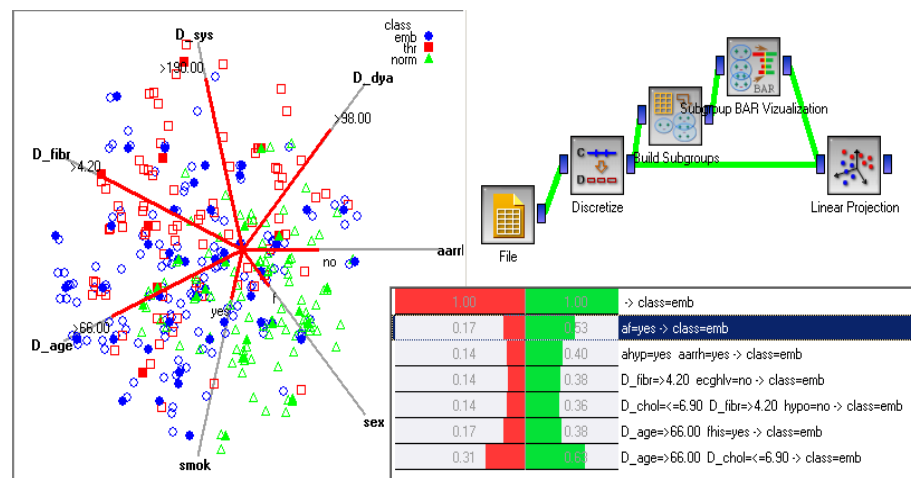 class
emb
thr
norm
D_sys
>190.00
D_dya
>98.00
D_fibr
>4.20
aarrl
no
f
yes
>66.00
D_age
sex
smok
BAR
Subgroup BAR Vizualization
Build Subgroups
C
D
Discretize
Linear Projection
File
1.00 1.00 -> class=emb
0.17 0.53 af=yes -> class=emb
0.14 0.40 ahyp=yes aarrh=yes -> class=emb
0.14 0.38 D_fibr=>4.20 ecghlv=no -> class=emb
0.14 0.36 D_chol=<=6.90 D_fibr=>4.20 hypo=no -> class=emb
0.17 0.38 D_age=>66.00 fhis=yes -> class=emb
0.31 0.53 D_age=>66.00 D_chol=<=6.90 -> class=emb